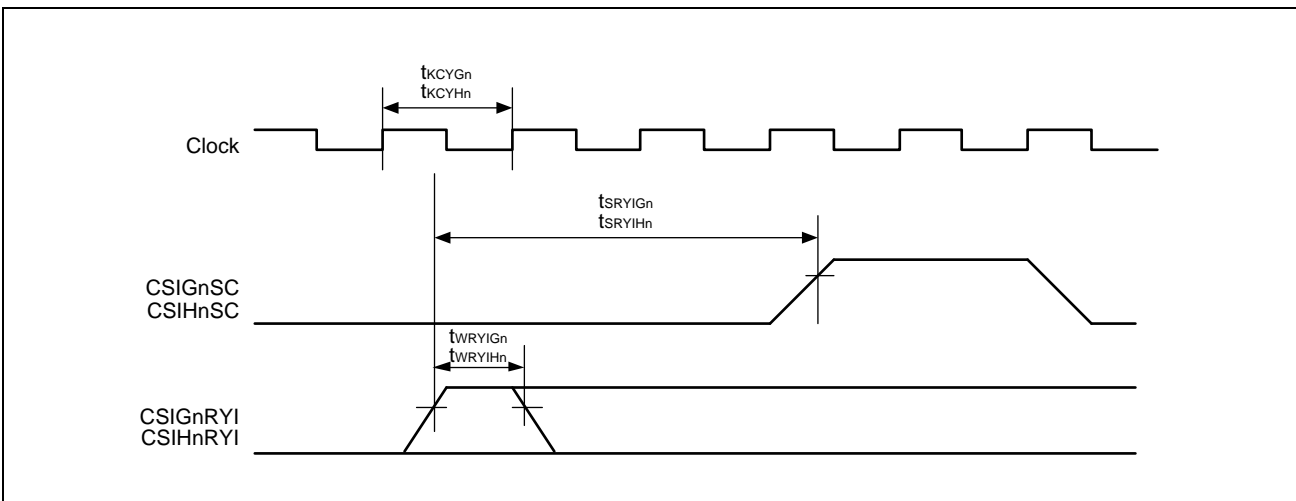 tKCYGn
tKCYHn
Clock
tSRYIGn
tSRYIHn
CSIGnSC
CSIHnSC
tWRYIGn
tWRYIHn
CSIGnRYI
CSIHnRYI